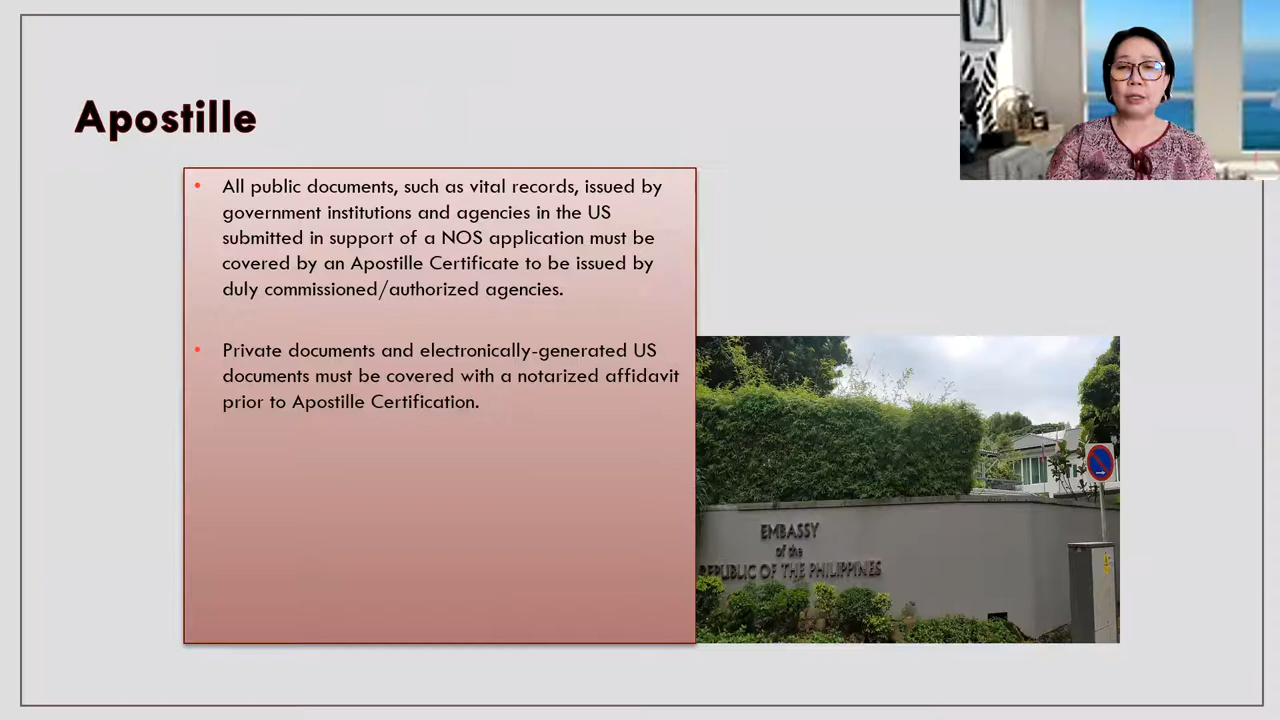 Apostille
• All public documents, such as vital records, issued by
government institutions and agencies in the US
submitted in support of a NOS application must be
covered by an Apostille Certificate to be issued by
duly commissioned/authorized agencies.
• Private documents and electronically-generated US
documents must be covered with a notarized affidavit
prior to Apostille Certification.
EMBASSY
of the
REPUBLIC OF THE PHILIPPINES